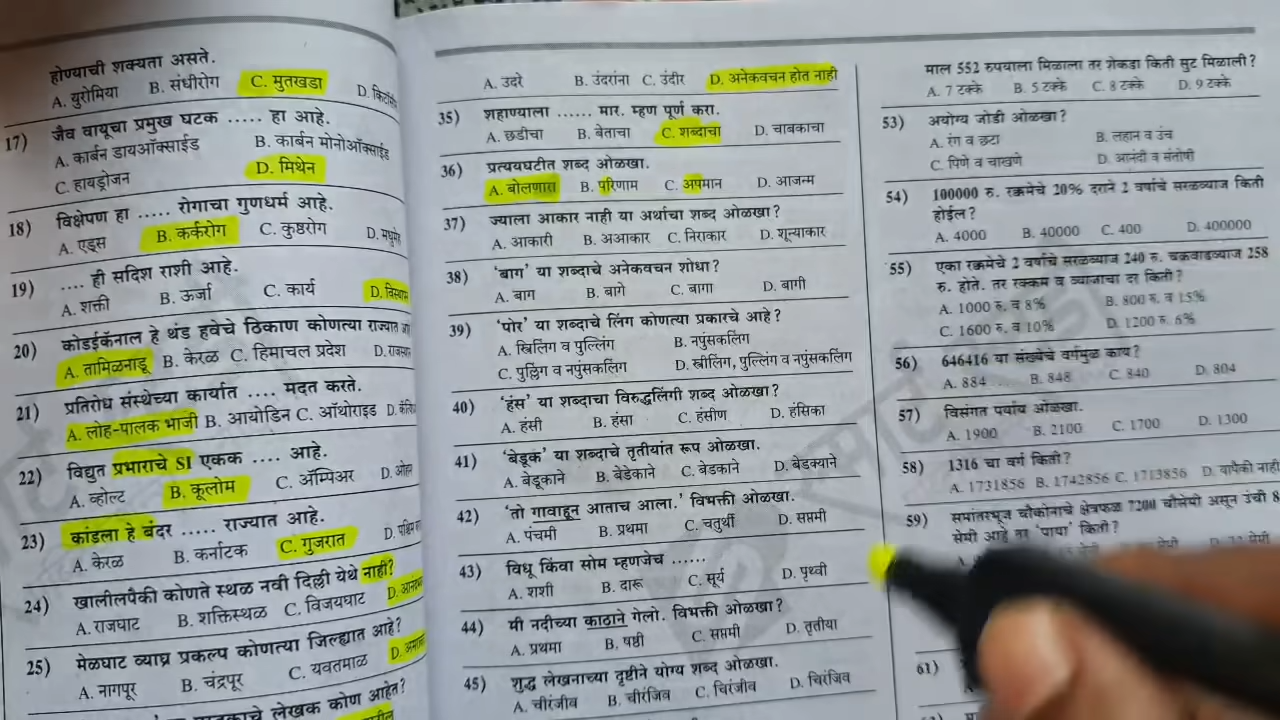 होण्याची शक्यता असते.
A. युरोमिया B. संधीरोग C. मुतखडा D.
17) जैव वायूचा प्रमुख घटक ..... हा आहे.
A. कार्बन डायऑक्साईड B. कार्बन मोनोऑक्साईड
C. हायड्रोजन D. मिथेन
18) विक्षेपण हा ..... रोगाचा गुणधर्म आहे.
A. एड्स B. कर्करोग C. कुष्ठरोग D. मधुमेह
19) .... ही सदिश राशी आहे.
A. शक्ती B. ऊर्जा C. कार्य D.
20) कोडईकॅनाल हे थंड हवेचे ठिकाण कोणत्या राज्यात
A. तामिळनाडू B. केरळ C. हिमाचल प्रदेश D.
21) प्रतिरोध संस्थेच्या कार्यात .... मदत करते.
A. लोह-पालक भाजी B. आयोडिन C. ऑथोराइड D.
22) विद्युत प्रभाराचे SI एकक .... आहे.
A. व्होल्ट B. कूलोम C. ॲम्पिअर D.
23) कांडला हे बंदर ..... राज्यात आहे.
A. केरळ B. कर्नाटक C. गुजरात D.
24) खालीलपैकी कोणते स्थळ नवी दिल्ली येथे नाही?
A. राजघाट B. शक्तिस्थळ C. विजयघाट D.
25) मेळघाट व्याघ्र प्रकल्प कोणत्या जिल्ह्यात आहे?
A. नागपूर B. चंद्रपूर C. यवतमाळ D.
लेखक कोण आहेत?
A. उदरे B. उंदरांना C. उंदीर D. अनेकवचन होत नाही
35) शहाण्याला ...... मार. म्हण पूर्ण करा.
A. छडीचा B. बेताचा C. शब्दाचा D. चाबकाचा
36) प्रत्ययघटीत शब्द ओळखा.
A. बोलणारा B. परिणाम C. अपमान D. आजन्म
37) ज्याला आकार नाही या अर्थाचा शब्द ओळखा?
A. आकारी B. अआकार C. निराकार D. शून्याकार
38) 'बाग' या शब्दाचे अनेकवचन शोधा?
A. बाग B. बागे C. बागा D. बागी
39) 'पोर' या शब्दाचे लिंग कोणत्या प्रकारचे आहे?
A. स्त्रिलिंग व पुल्लिंग B. नपुंसकलिंग
C. पुल्लिंग व नपुंसकलिंग D. स्त्रीलिंग, पुल्लिंग व नपुंसकलिंग
40) 'हंस' या शब्दाचा विरुद्धलिंगी शब्द ओळखा?
A. हंसी B. हंसा C. हंसीण D. हंसिका
41) 'बेडूक' या शब्दाचे तृतीयांत रूप ओळखा.
A. बेडूकाने B. बेडेकाने C. बेडकाने D. बेडक्याने
42) 'तो गावाहून आताच आला.' विभक्ती ओळखा.
A. पंचमी B. प्रथमा C. चतुर्थी D. सप्तमी
43) विधू किंवा सोम म्हणजेच ......
A. शशी B. दारू C. सूर्य D. पृथ्वी
44) मी नदीच्या काठाने गेलो. विभक्ती ओळखा?
A. प्रथमा B. षष्ठी C. सप्तमी D. तृतीया
45) शुद्ध लेखनाच्या दृष्टीने योग्य शब्द ओळखा.
A. चीरंजीव B. चीरंजिव C. चिरंजीव D. चिरंजिव
माल 552 रुपयाला मिळाला तर शेकडा किती सुट मिळाली?
A. 7 टक्के B. 5 टक्के C. 8 टक्के D. 9 टक्के
53) अयोग्य जोडी ओळखा?
A. रंग व छटा B. लहान व उंच
C. पिणे व चाखणे D. आनंदी व संतोषी
54) 100000 रु. रक्कमेचे 20% दराने 2 वर्षाचे सरळव्याज किती
होईल?
A. 4000 B. 40000 C. 400 D. 400000
55) एका रक्कमेचे 2 वर्षाचे सरळव्याज 240 रु. चक्रवाढव्याज 258
रु. होते. तर रक्कम व व्याजाचा दर किती?
A. 1000 रु. व 8% B. 800 रु. व 15%
C. 1600 रु. व 10% D. 1200 रु. 6%
56) 646416 या संख्येचे वर्गमुळ काय?
A. 884 B. 848 C. 840 D. 804
57) विसंगत पर्याय ओळखा.
A. 1900 B. 2100 C. 1700 D. 1300
58) 1316 चा वर्ग किती?
A. 1731856 B. 1742856 C. 1713856 D. यापैकी नाही
59) समांतरभूज चौकोनाचे क्षेत्रफळ 7200 चौसेमी असून उंची 8
सेमी आहे तर 'पाया' किती?
61)